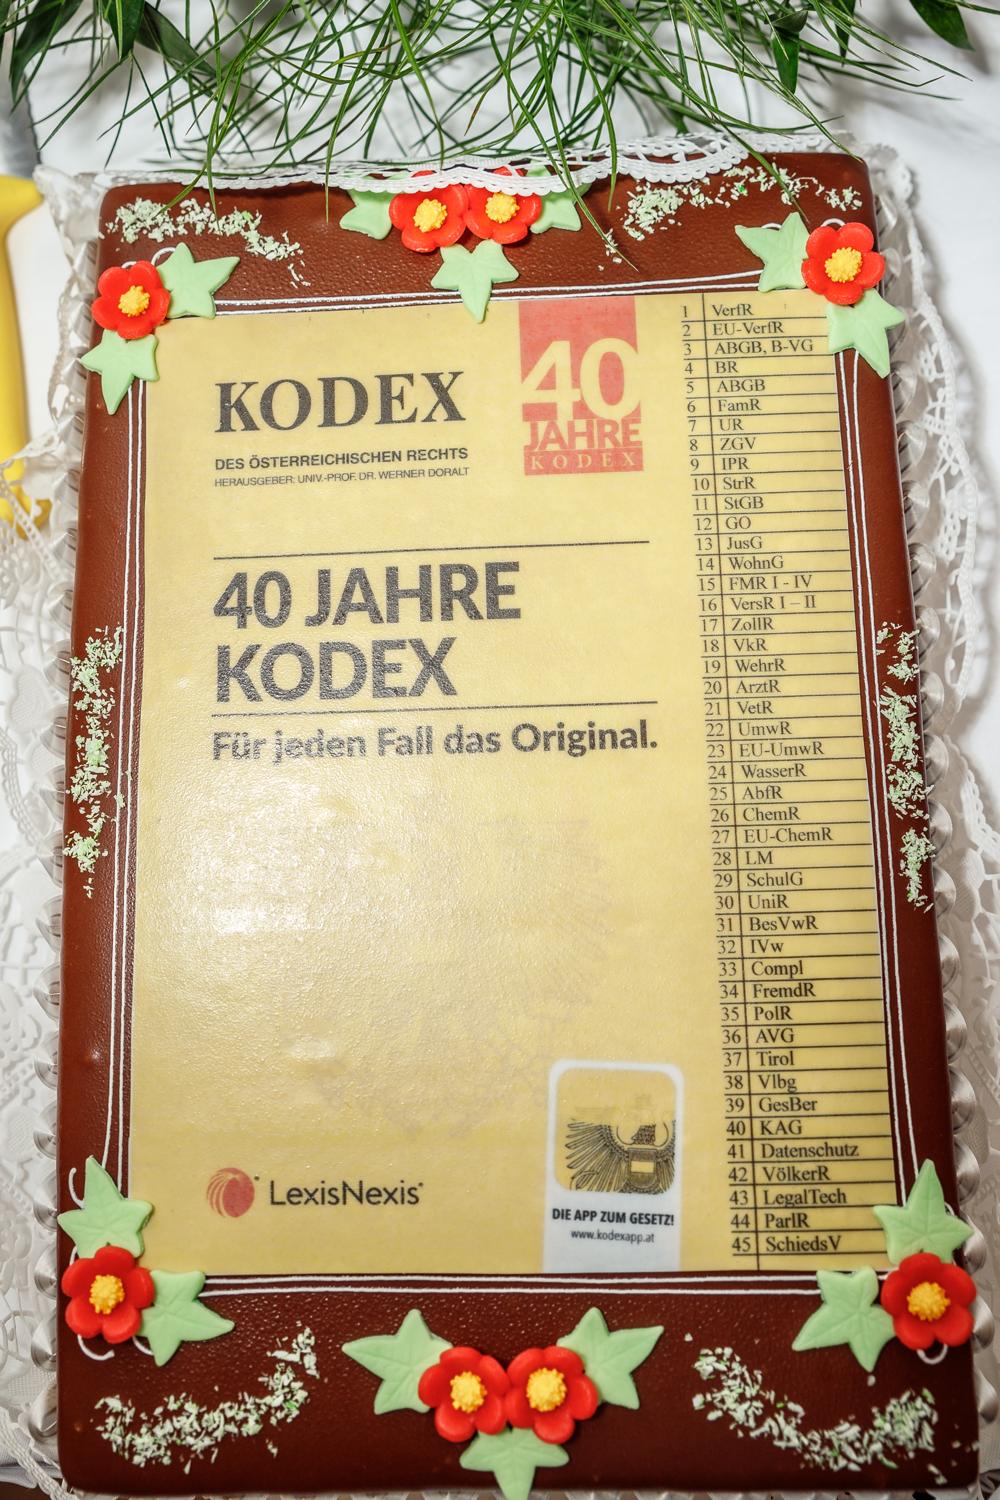 KODEX
DES ÖSTERREICHISCHEN RECHTS
HERAUSGEBER: UNIV.-PROF. DR. WERNER DORALT
40
JAHRE
KODEX
40 JAHRE
KODEX
Für jeden Fall das Original.
LexisNexis®
DIE APP ZUM GESETZ!
www.kodexapp.at
1 VerfR
2 EU-VerfR
3 ABGB, B-VG
4 BR
5 ABGB
6 FamR
7 UR
8 ZGV
9 IPR
10 StrR
11 StGB
12 GO
13 JusG
14 WohnG
15 FMR I - IV
16 VersR I – II
17 ZollR
18 VkR
19 WehrR
20 ArztR
21 VetR
22 UmwR
23 EU-UmwR
24 WasserR
25 AbfR
26 ChemR
27 EU-ChemR
28 LM
29 SchulG
30 UniR
31 BesVwR
32 IVw
33 Compl
34 FremdR
35 PolR
36 AVG
37 Tirol
38 Vlbg
39 GesBer
40 KAG
41 Datenschutz
42 VölkerR
43 LegalTech
44 ParlR
45 SchiedsV